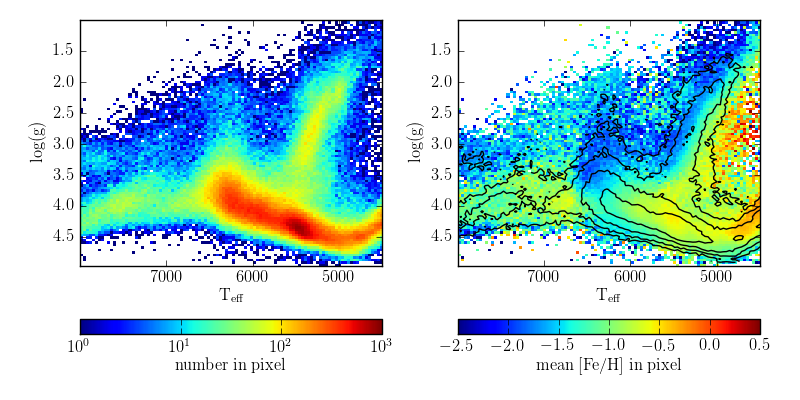 1.5
2.0
2.5
3.0
3.5
4.0
4.5
log(g)
7000 6000 5000
T_eff
10^0 10^1 10^2 10^3
number in pixel
1.5
2.0
2.5
3.0
3.5
4.0
4.5
log(g)
7000 6000 5000
T_eff
−2.5 −2.0 −1.5 −1.0 −0.5 0.0 0.5
mean [Fe/H] in pixel